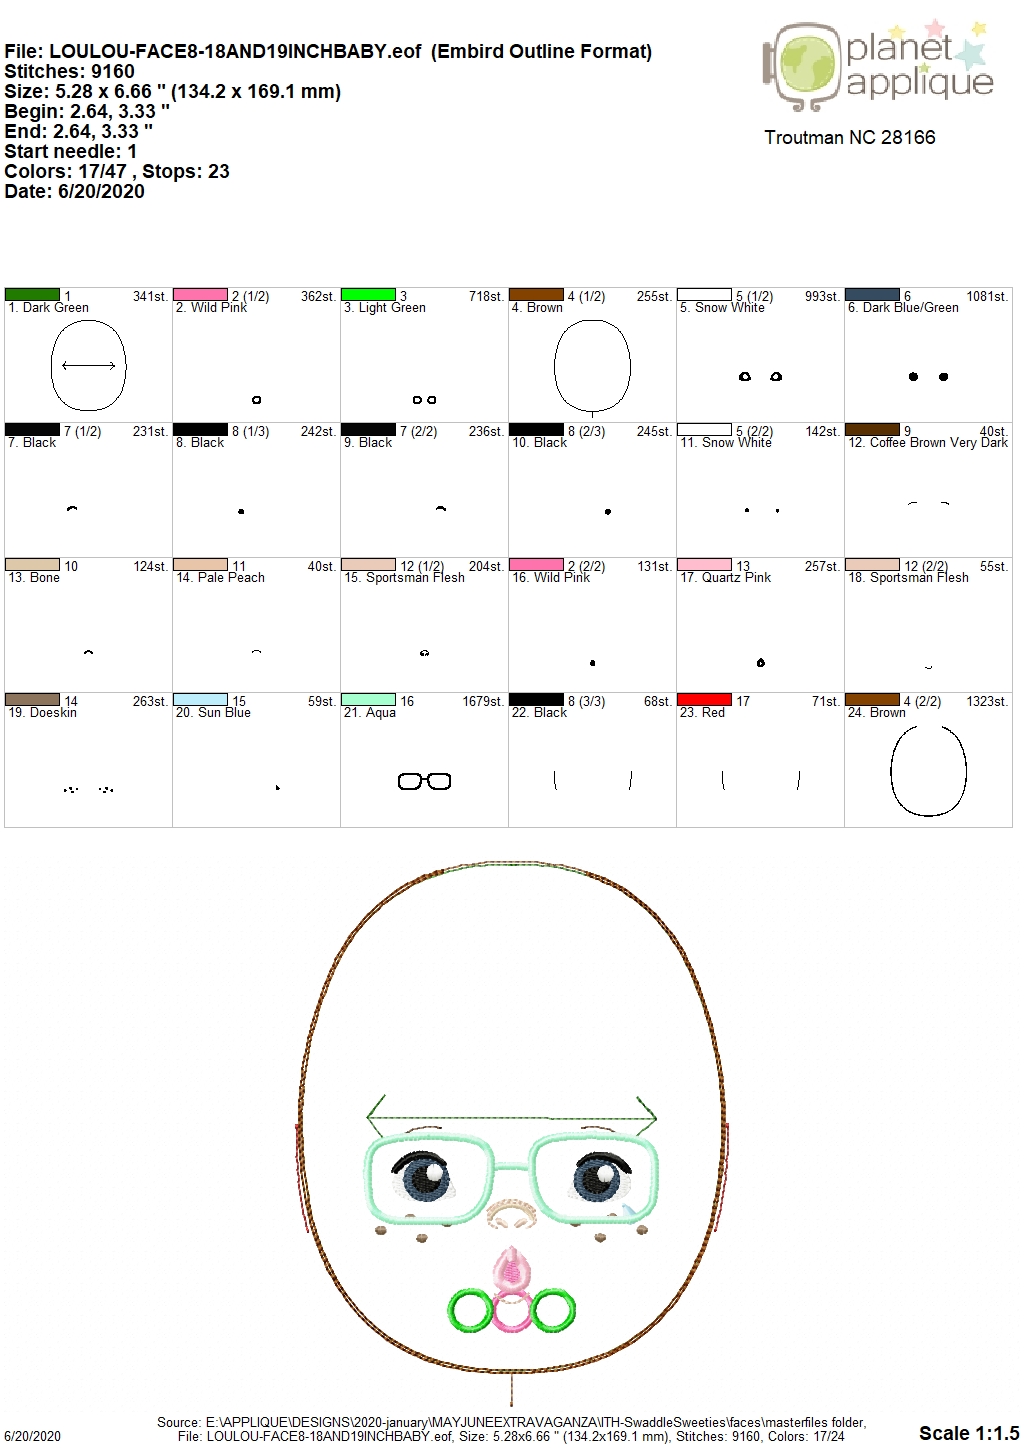 File: LOULOU-FACE8-18AND19INCHBABY.eof  (Embird Outline Format)
Stitches: 9160
Size: 5.28 x 6.66 " (134.2 x 169.1 mm)
Begin: 2.64, 3.33 "
End: 2.64, 3.33 "
Start needle: 1
Colors: 17/47 , Stops: 23
Date: 6/20/2020
planet
applique
Troutman NC 28166
1 341st. 2 (1/2) 362st. 3 718st. 4 (1/2) 255st. 5 (1/2) 993st. 6 1081st.
1. Dark Green 2. Wild Pink 3. Light Green 4. Brown 5. Snow White 6. Dark Blue/Green
7 (1/2) 231st. 8 (1/3) 242st. 7 (2/2) 236st. 8 (2/3) 245st. 5 (2/2) 142st. 9 40st.
7. Black 8. Black 9. Black 10. Black 11. Snow White 12. Coffee Brown Very Dark
10 124st. 11 40st. 12 (1/2) 204st. 2 (2/2) 131st. 13 257st. 12 (2/2) 55st.
13. Bone 14. Pale Peach 15. Sportsman Flesh 16. Wild Pink 17. Quartz Pink 18. Sportsman Flesh
14 263st. 15 59st. 16 1679st. 8 (3/3) 68st. 17 71st. 4 (2/2) 1323st.
19. Doeskin 20. Sun Blue 21. Aqua 22. Black 23. Red 24. Brown
Source: E:\APPLIQUE\DESIGNS\2020-january\MAYJUNEEXTRAVAGANZA\ITH-SwaddleSweeties\faces\masterfiles folder,
6/20/2020 File: LOULOU-FACE8-18AND19INCHBABY.eof, Size: 5.28x6.66 " (134.2x169.1 mm), Stitches: 9160, Colors: 17/24 Scale 1:1.5